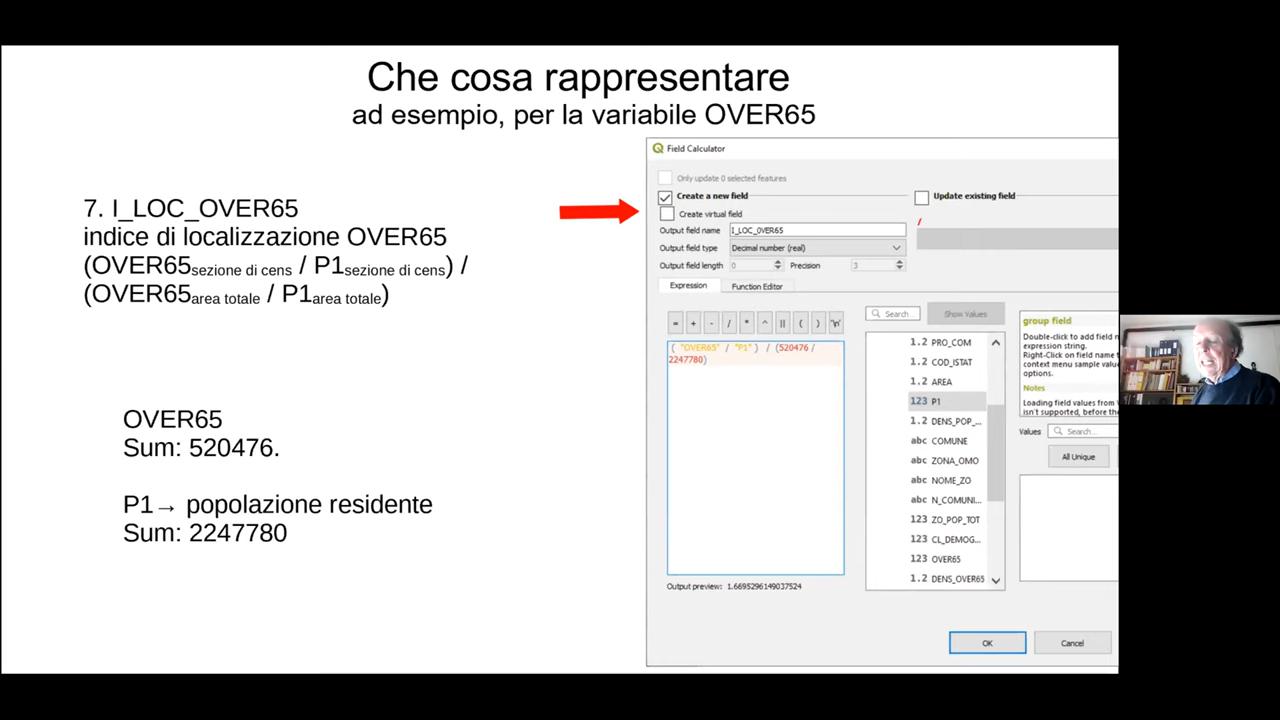 Che cosa rappresentare
ad esempio, per la variabile OVER65
7. I_LOC_OVER65
indice di localizzazione OVER65
(OVER65sezione di cens / P1sezione di cens) /
(OVER65area totale / P1area totale)
OVER65
Sum: 520476.
P1→ popolazione residente
Sum: 2247780
Field Calculator
Only update 0 selected features
Create a new field
Update existing field
Create virtual field
Output field name I_LOC_OVER65
Output field type Decimal number (real)
Output field length 0 Precision 3
Expression Function Editor
= + - / * ^ || ( ) '\n'
( "OVER65" / "P1" ) / (520476 /
2247780)
Output preview: 1.6695296149037524
Search... Show Values
1.2 PRO_COM
1.2 COD_ISTAT
1.2 AREA
123 P1
1.2 DENS_POP_...
abc COMUNE
abc ZONA_OMO
abc NOME_ZO
abc N_COMUNI...
123 ZO_POP_TOT
123 CL_DEMOG...
123 OVER65
1.2 DENS_OVER65
group field
Double-click to add field n
expression string.
Right-Click on field name t
context menu sample value
options.
Notes
Loading field values from
isn't supported, before the
Values Search...
All Unique
OK Cancel